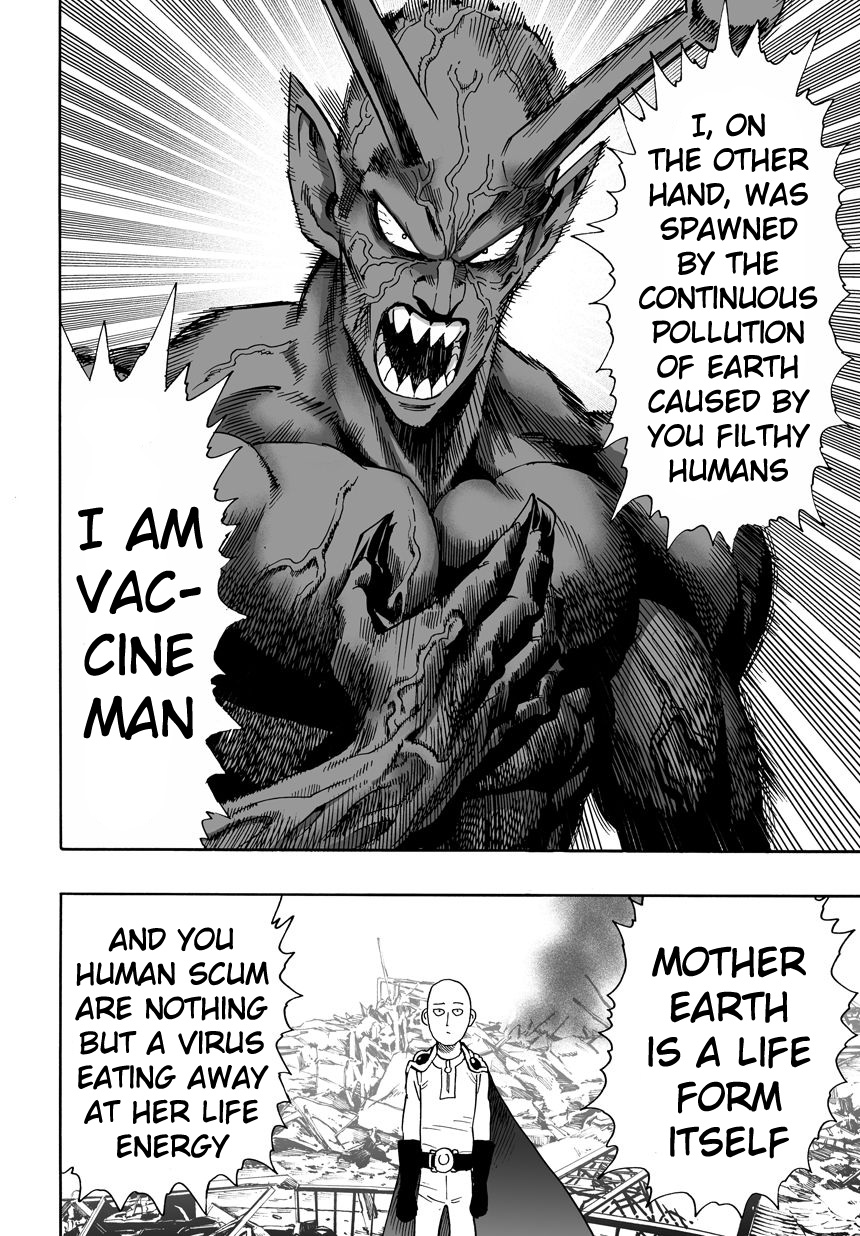 I, ON
THE OTHER
HAND, WAS
SPAWNED
BY THE
CONTINUOUS
POLLUTION
OF EARTH
CAUSED BY
YOU FILTHY
HUMANS
I AM
VAC-
CINE
MAN
MOTHER
EARTH
IS A LIFE
FORM
ITSELF
AND YOU
HUMAN SCUM
ARE NOTHING
BUT A VIRUS
EATING AWAY
AT HER LIFE
ENERGY